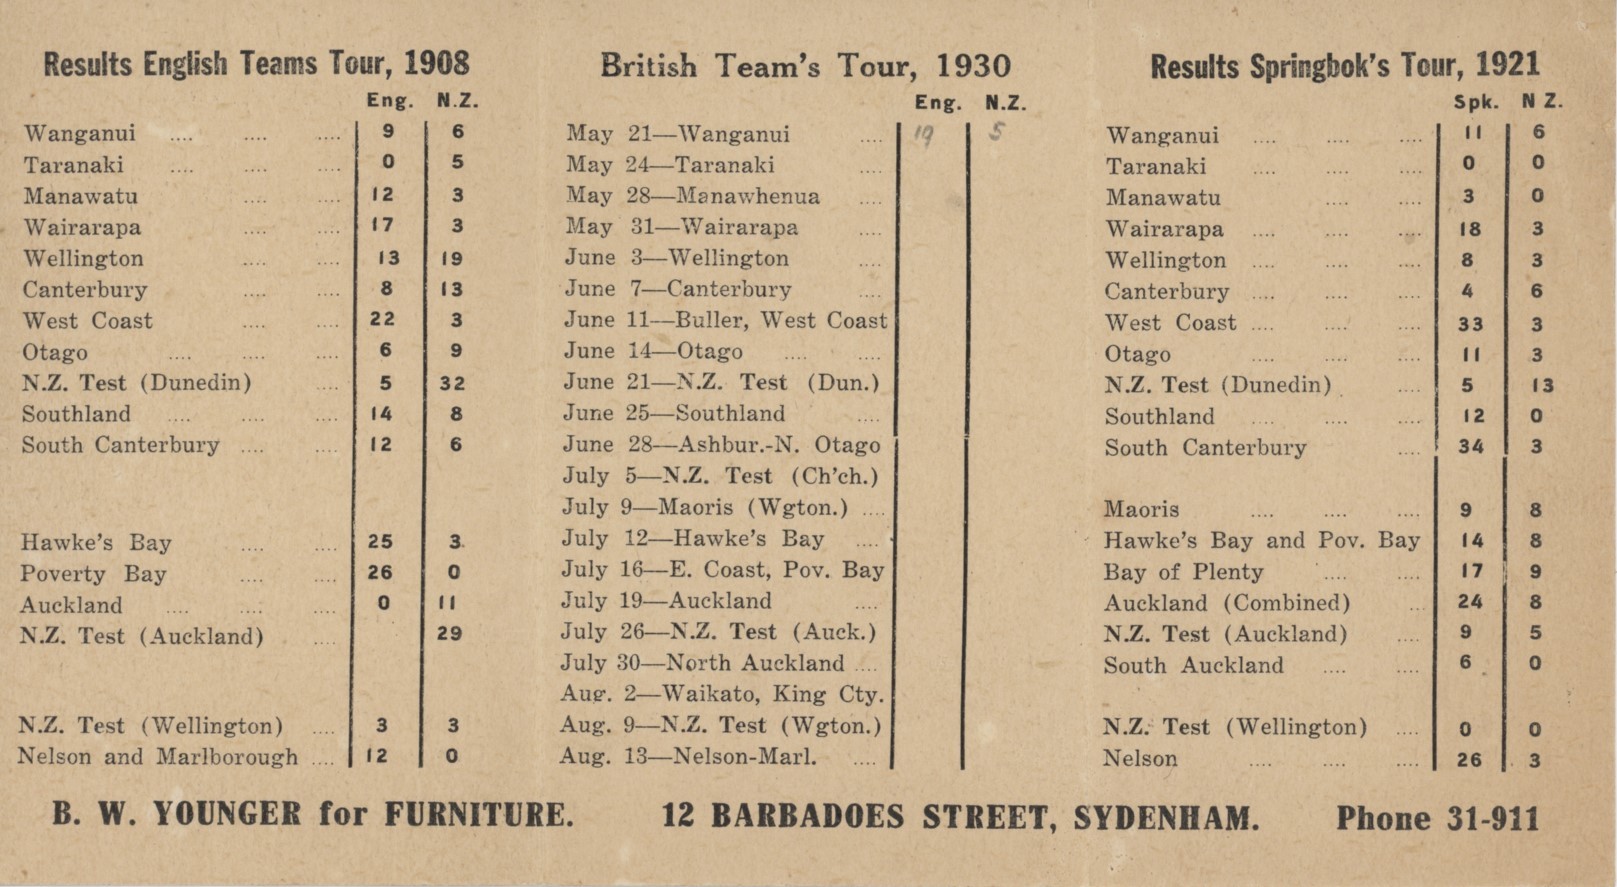 Results English Teams Tour, 1908
Eng. N.Z.
Wanganui .... .... .... 9 6
Taranaki .... .... .... 0 5
Manawatu .... .... 12 3
Wairarapa .... .... 17 3
Wellington .... .... 13 19
Canterbury .... .... 8 13
West Coast .... .... 22 3
Otago .... .... .... 6 9
N.Z. Test (Dunedin) .... 5 32
Southland .... .... .... 14 8
South Canterbury .... .... 12 6
Hawke's Bay .... .... 25 3
Poverty Bay .... .... 26 0
Auckland .... .... .... 0 11
N.Z. Test (Auckland) .... 29
N.Z. Test (Wellington) .... 3 3
Nelson and Marlborough .... 12 0
British Team's Tour, 1930
Eng. N.Z.
May 21—Wanganui .... 19 5
May 24—Taranaki ....
May 28—Manawhenua ....
May 31—Wairarapa ....
June 3—Wellington ....
June 7—Canterbury ....
June 11—Buller, West Coast
June 14—Otago .... ....
June 21—N.Z. Test (Dun.)
June 25—Southland ....
June 28—Ashbur.-N. Otago
July 5—N.Z. Test (Ch'ch.)
July 9—Maoris (Wgton.) ....
July 12—Hawke's Bay ....
July 16—E. Coast, Pov. Bay
July 19—Auckland ....
July 26—N.Z. Test (Auck.)
July 30—North Auckland ....
Aug. 2—Waikato, King Cty.
Aug. 9—N.Z. Test (Wgton.)
Aug. 13—Nelson-Marl. ....
Results Springbok's Tour, 1921
Spk. N Z.
Wanganui .... .... .... 11 6
Taranaki .... .... .... 0 0
Manawatu .... .... 3 0
Wairarapa .... .... .... 18 3
Wellington .... .... .... 8 3
Canterbury .... .... .... 4 6
West Coast .... .... .... 33 3
Otago .... .... .... 11 3
N.Z. Test (Dunedin) .... 5 13
Southland .... .... .... 12 0
South Canterbury .... 34 3
Maoris .... .... .... 9 8
Hawke's Bay and Pov. Bay 14 8
Bay of Plenty .... .... 17 9
Auckland (Combined) ... 24 8
N.Z. Test (Auckland) .... 9 5
South Auckland .... .... 6 0
N.Z. Test (Wellington) .... 0 0
Nelson .... .... .... 26 3
B. W. YOUNGER for FURNITURE. 12 BARBADOES STREET, SYDENHAM. Phone 31-911